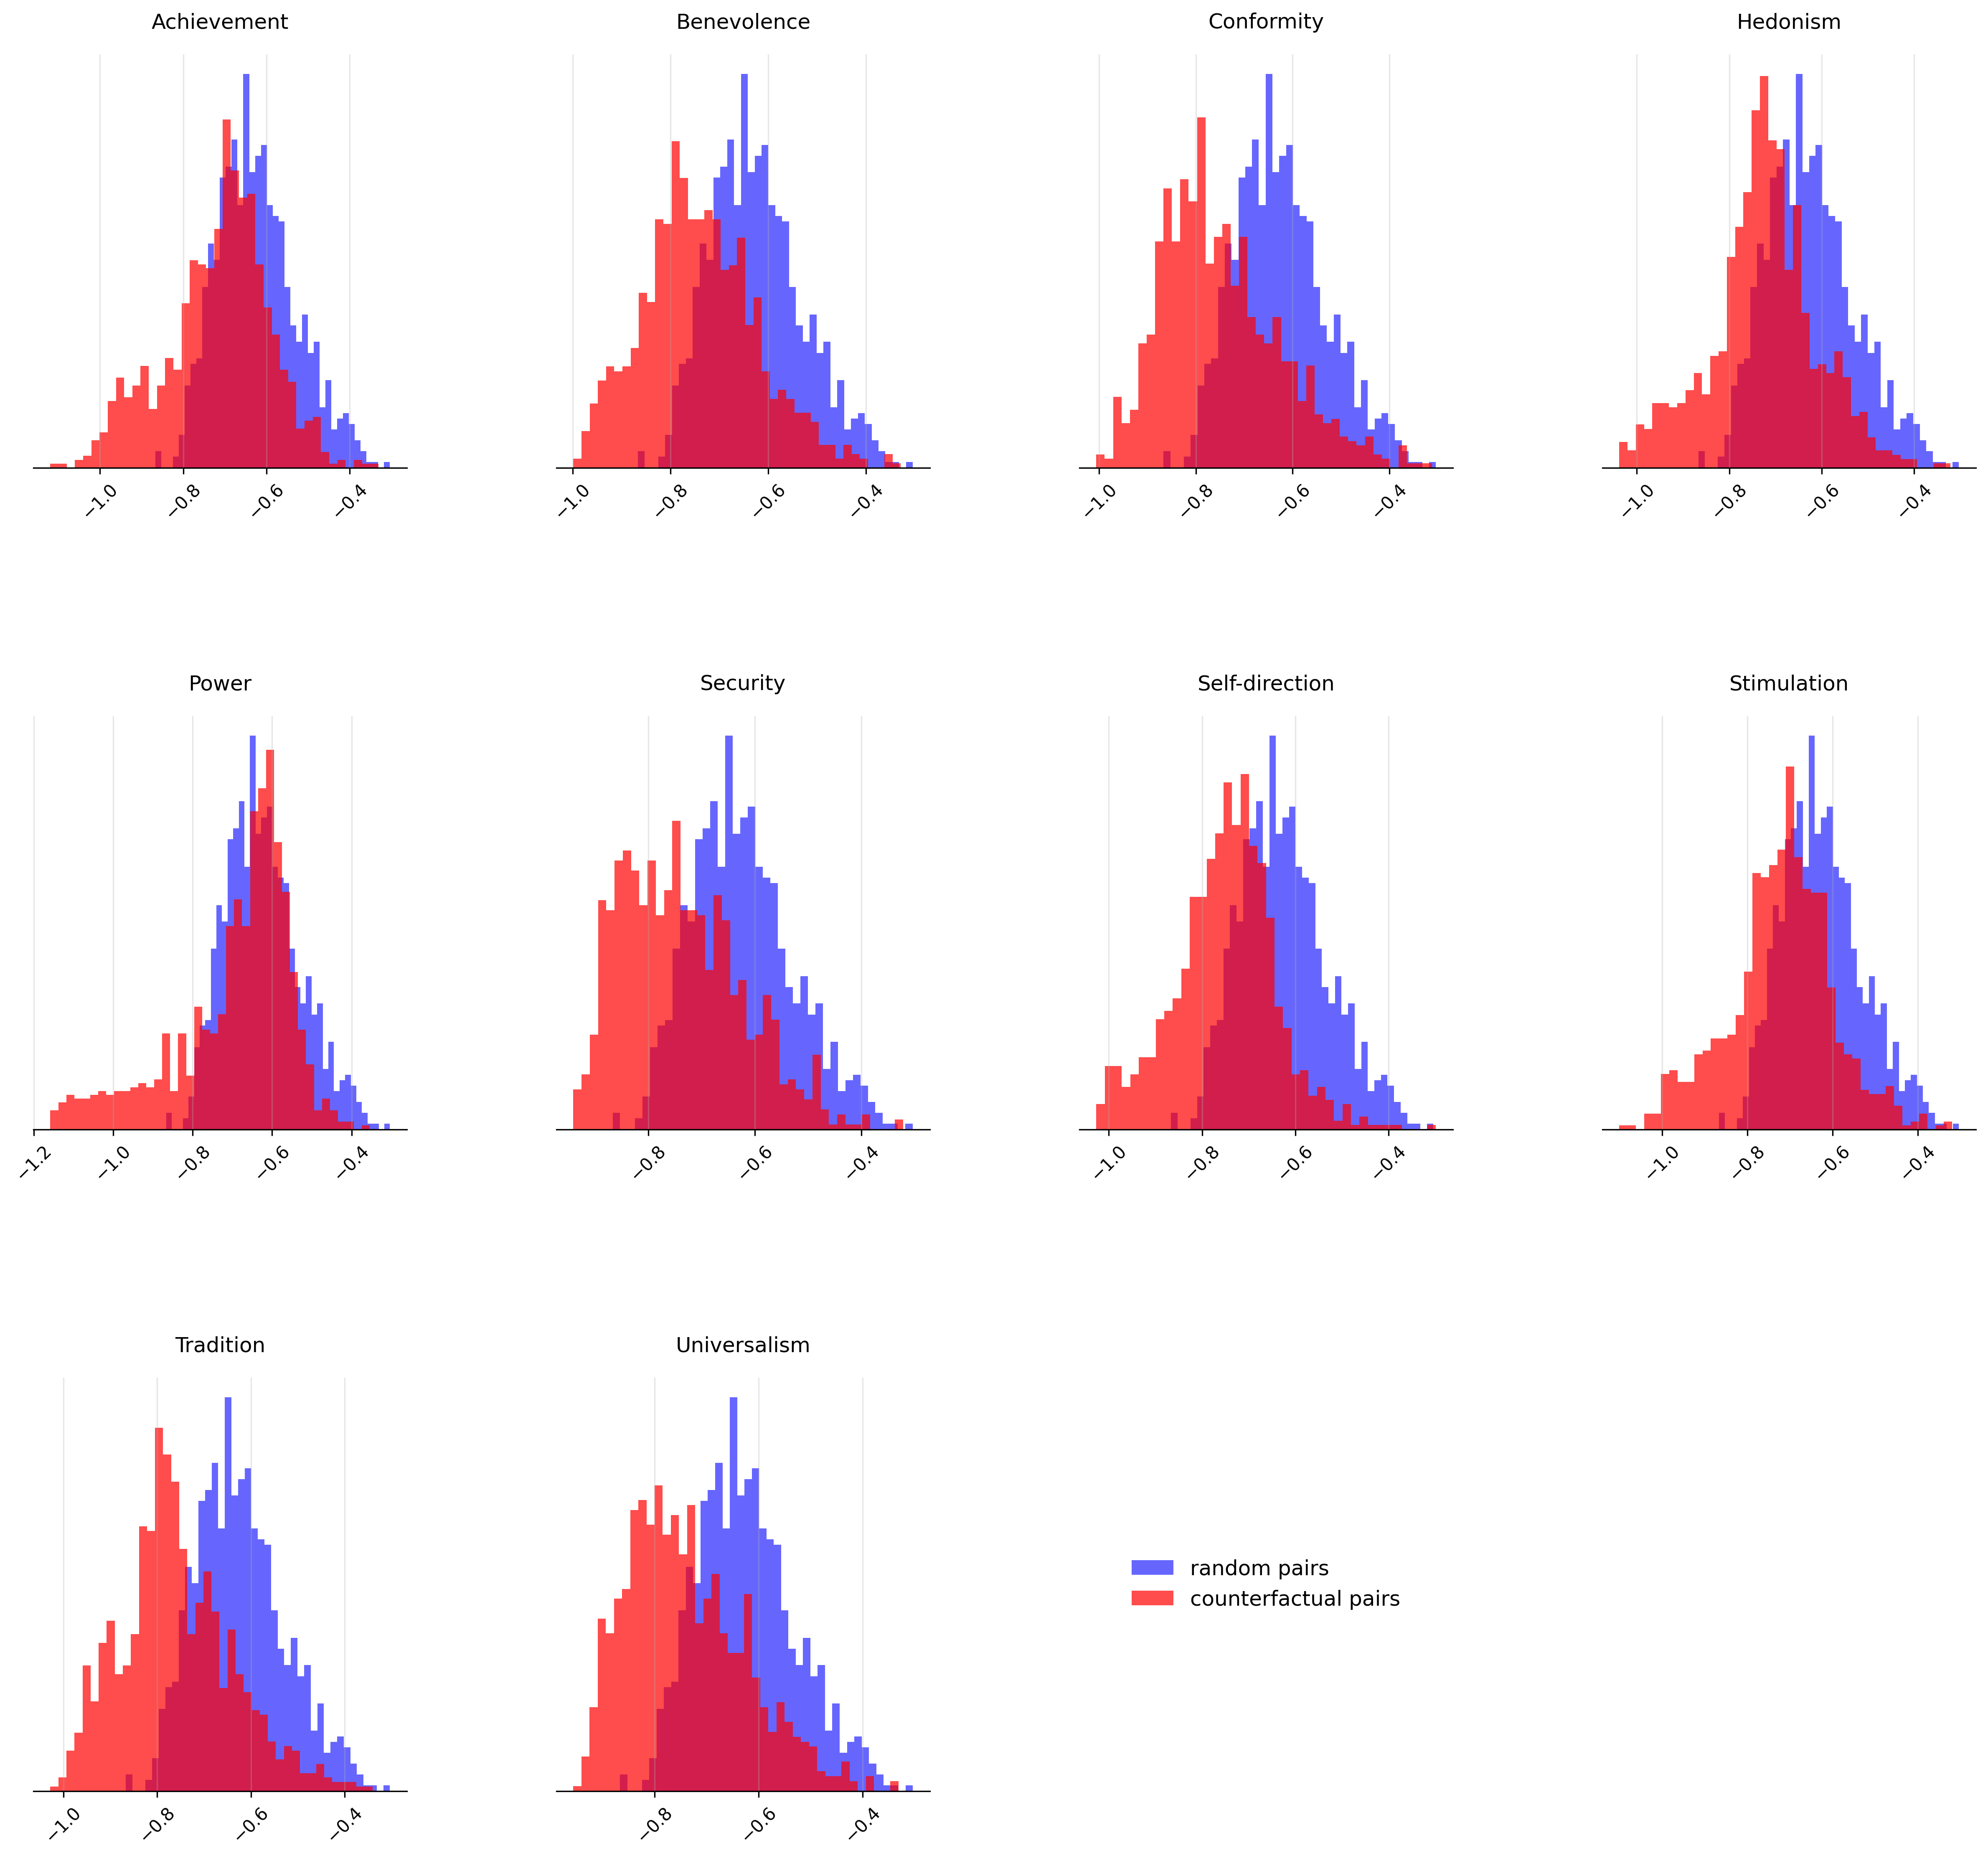 Achievement
Benevolence
Conformity
Hedonism
−1.0 −0.8 −0.6 −0.4
−1.0 −0.8 −0.6 −0.4
−1.0 −0.8 −0.6 −0.4
−1.0 −0.8 −0.6 −0.4
Power
Security
Self-direction
Stimulation
−1.2 −1.0 −0.8 −0.6 −0.4
−0.8 −0.6 −0.4
−1.0 −0.8 −0.6 −0.4
−1.0 −0.8 −0.6 −0.4
Tradition
Universalism
random pairs
counterfactual pairs
−1.0 −0.8 −0.6 −0.4
−0.8 −0.6 −0.4